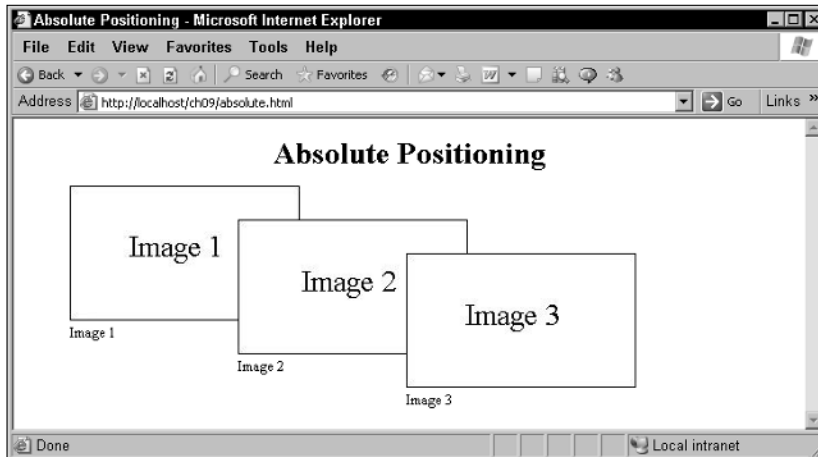 Absolute Positioning - Microsoft Internet Explorer
File Edit View Favorites Tools Help
Back Search Favorites
Address http://localhost/ch09/absolute.html Go Links »
Absolute Positioning
Image 1
Image 1
Image 2
Image 2
Image 3
Image 3
Done Local intranet